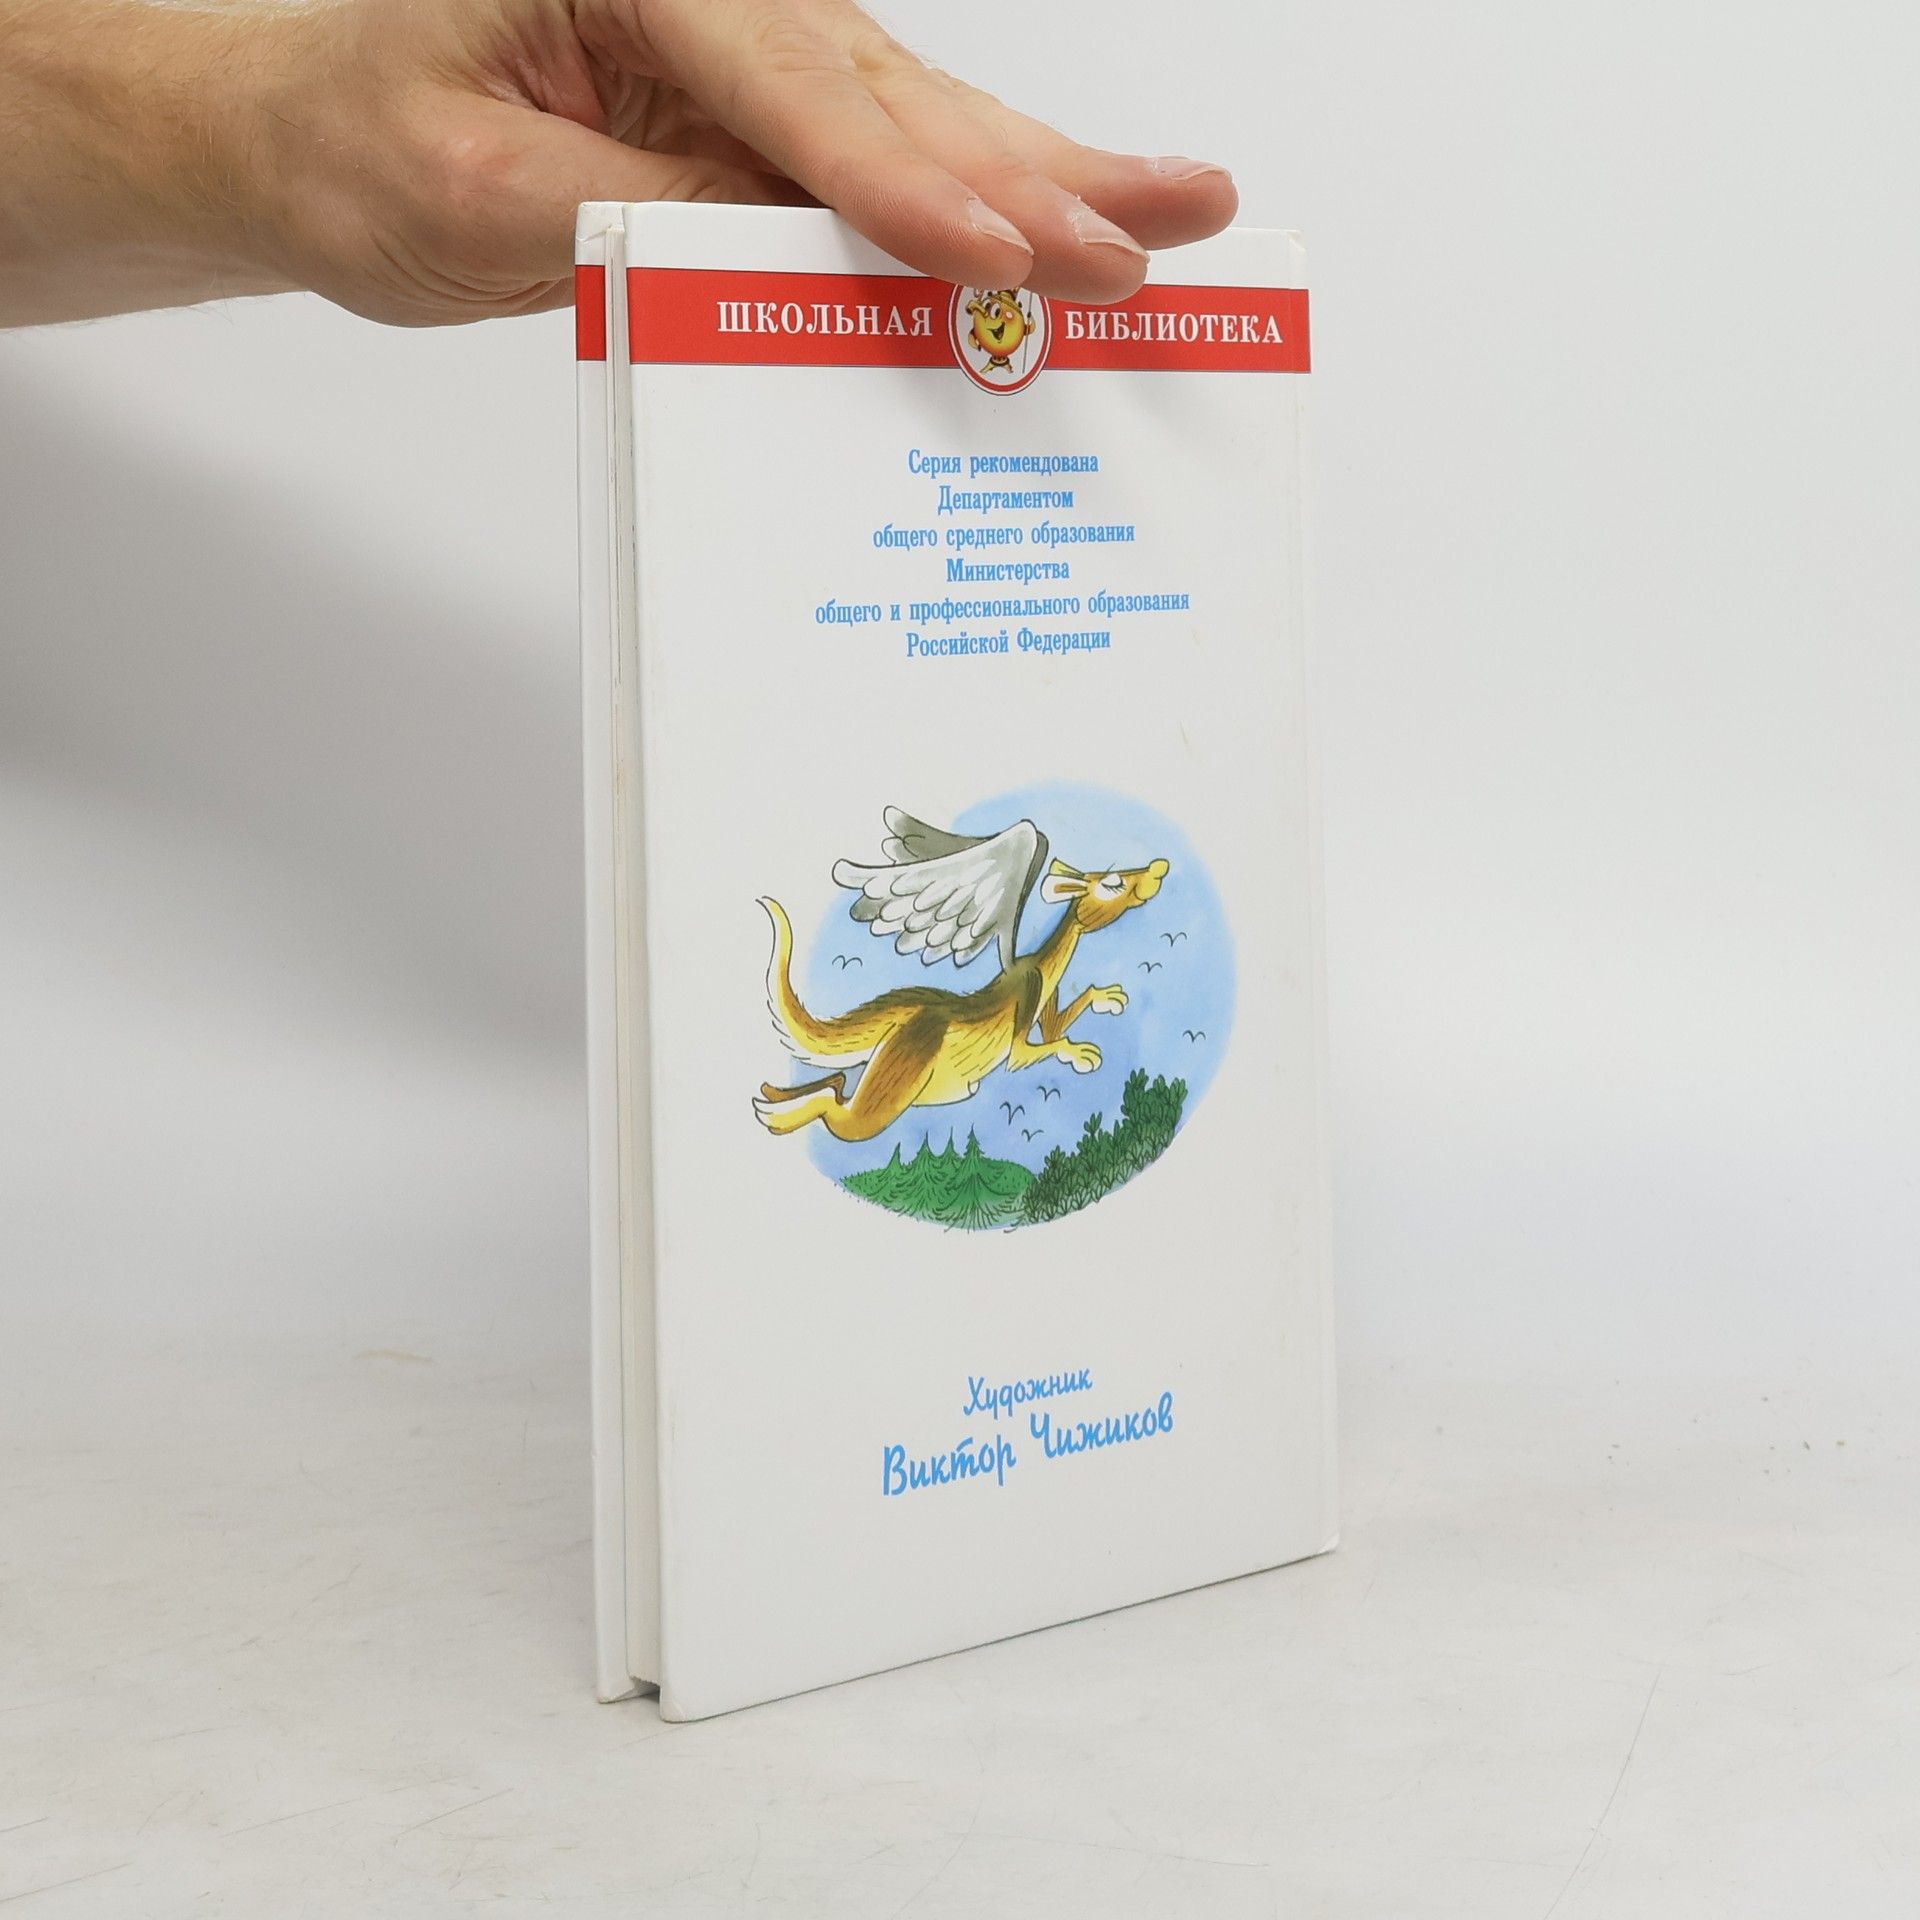 ШКОЛЬНАЯ БИБЛИОТЕКА
Серия рекомендована
Департаментом
общего среднего образования
Министерства
общего и профессионального образования
Российской Федерации
Художник
Виктор Чижиков